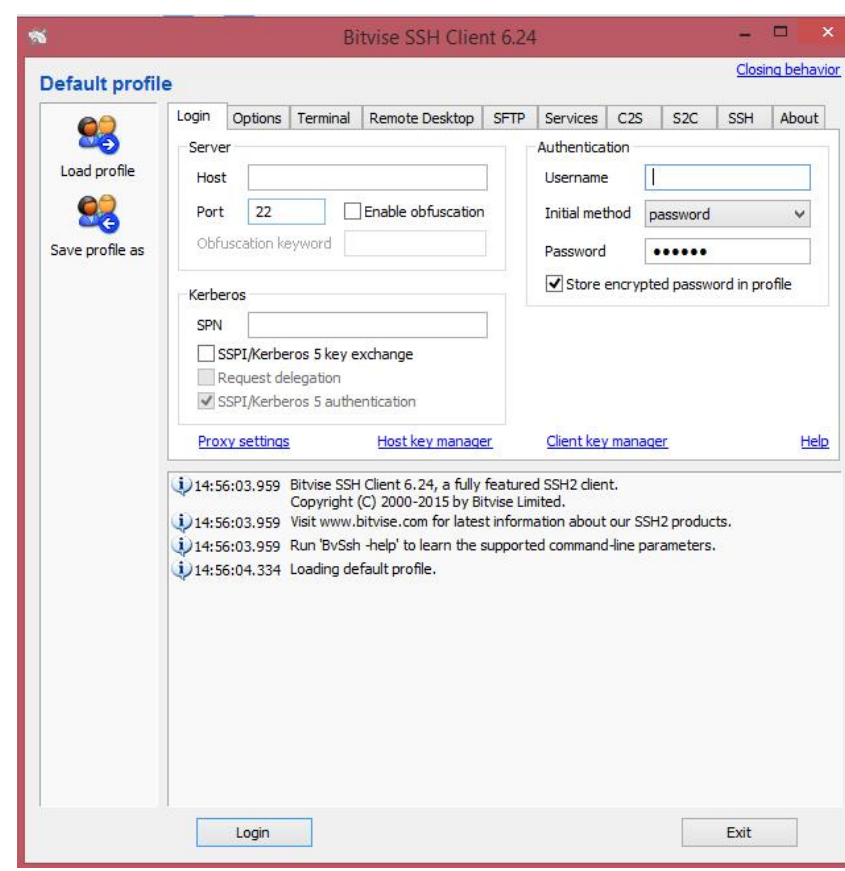 Bitvise SSH Client 6.24
Closing behavior
Default profile
Load profile
Save profile as
Login Options Terminal Remote Desktop SFTP Services C2S S2C SSH About
Server
Host
Port 22 Enable obfuscation
Obfuscation keyword
Authentication
Username
Initial method password
Password ••••••
Store encrypted password in profile
Kerberos
SPN
SSPI/Kerberos 5 key exchange
Request delegation
SSPI/Kerberos 5 authentication
Proxy settings Host key manager Client key manager Help
14:56:03.959 Bitvise SSH Client 6.24, a fully featured SSH2 client.
Copyright (C) 2000-2015 by Bitvise Limited.
14:56:03.959 Visit www.bitvise.com for latest information about our SSH2 products.
14:56:03.959 Run 'BvSsh -help' to learn the supported command-line parameters.
14:56:04.334 Loading default profile.
Login Exit